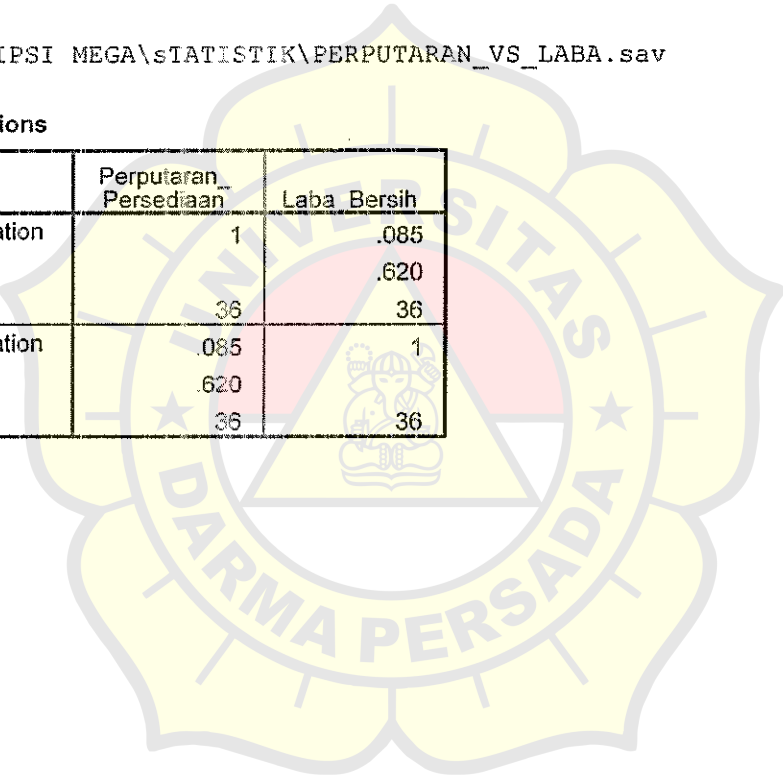 IPSI MEGA\sTATISTIK\PERPUTARAN_VS_LABA.sav
ions
Perputaran_
Persediaan Laba_Bersih
ation 1 .085
.620
36 36
ation .085 1
.620
36 36
UNIVERSITAS
DARMA PERSADA